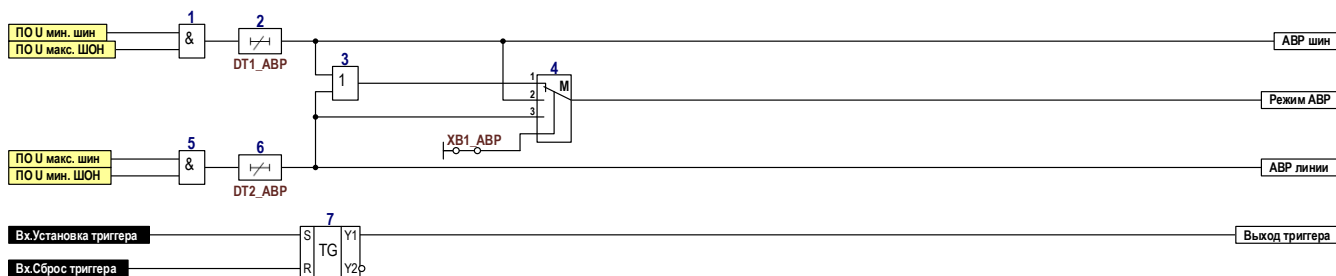 1
2
ПО U мин. шин
&
ПО U макс. ШОН
АВР шин
DT1_АВР
3
1
4
1
М
2
3
Режим АВР
XB1_АВР
5
6
ПО U макс. шин
&
ПО U мин. ШОН
АВР линии
DT2_АВР
7
Вх.Установка триггера
S
Y1
Выход триггера
TG
Вх.Сброс триггера
R
Y2